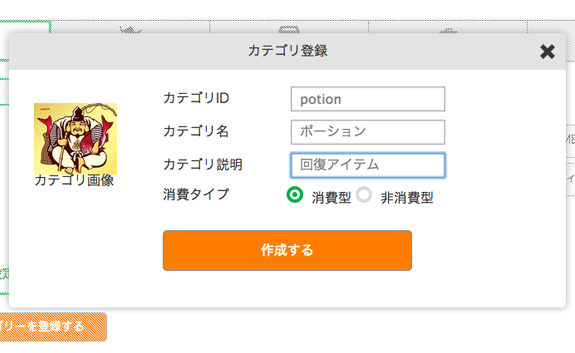 カテゴリ登録
カテゴリID
potion
カテゴリ名
ポーション
カテゴリ説明
回復アイテム
カテゴリ画像
消費タイプ
消費型
非消費型
作成する
ゴリーを登録する